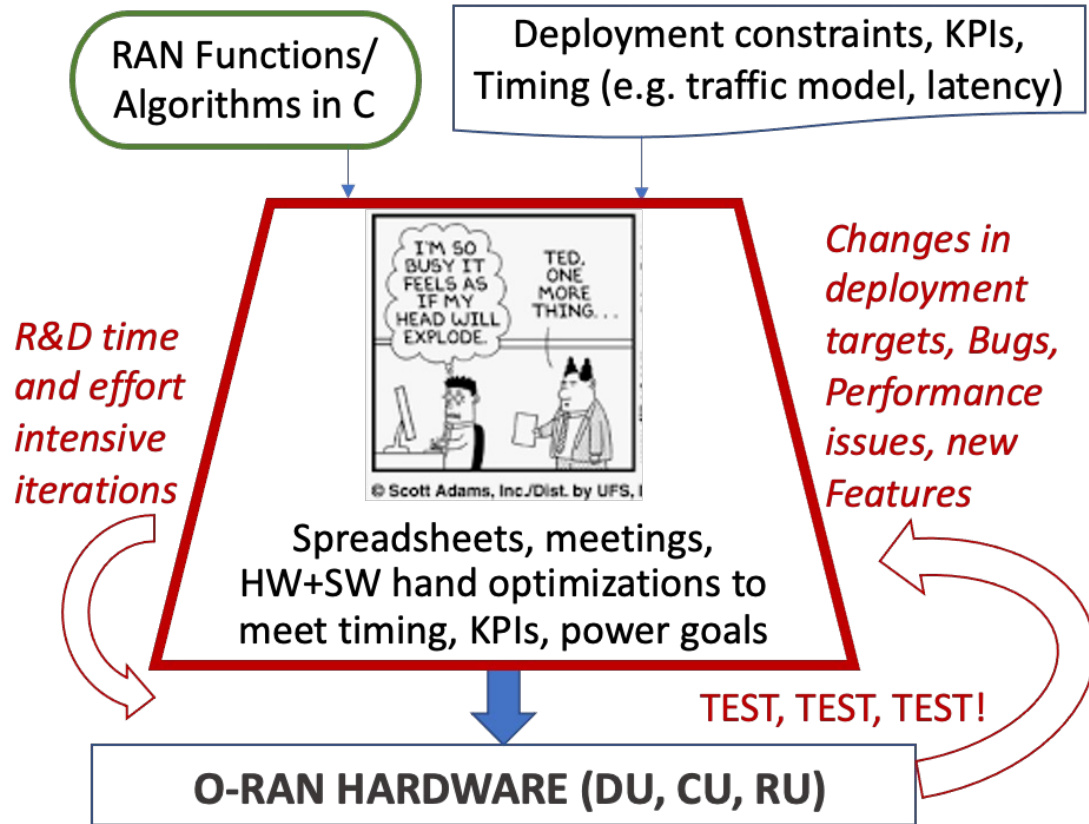 RAN Functions/
Algorithms in C
Deployment constraints, KPIs,
Timing (e.g. traffic model, latency)
I'M SO
BUSY IT
FEELS AS
IF MY
HEAD WILL
EXPLODE.
TED,
ONE
MORE
THING...
© Scott Adams, Inc./Dist. by UFS,
Spreadsheets, meetings,
HW+SW hand optimizations to
meet timing, KPIs, power goals
R&D time
and effort
intensive
iterations
Changes in
deployment
targets, Bugs,
Performance
issues, new
Features
TEST, TEST, TEST!
O-RAN HARDWARE (DU, CU, RU)